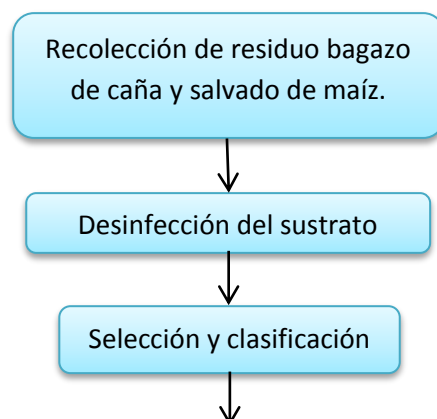 Recolección de residuo bagazo
de caña y salvado de maíz.
Desinfección del sustrato
Selección y clasificación